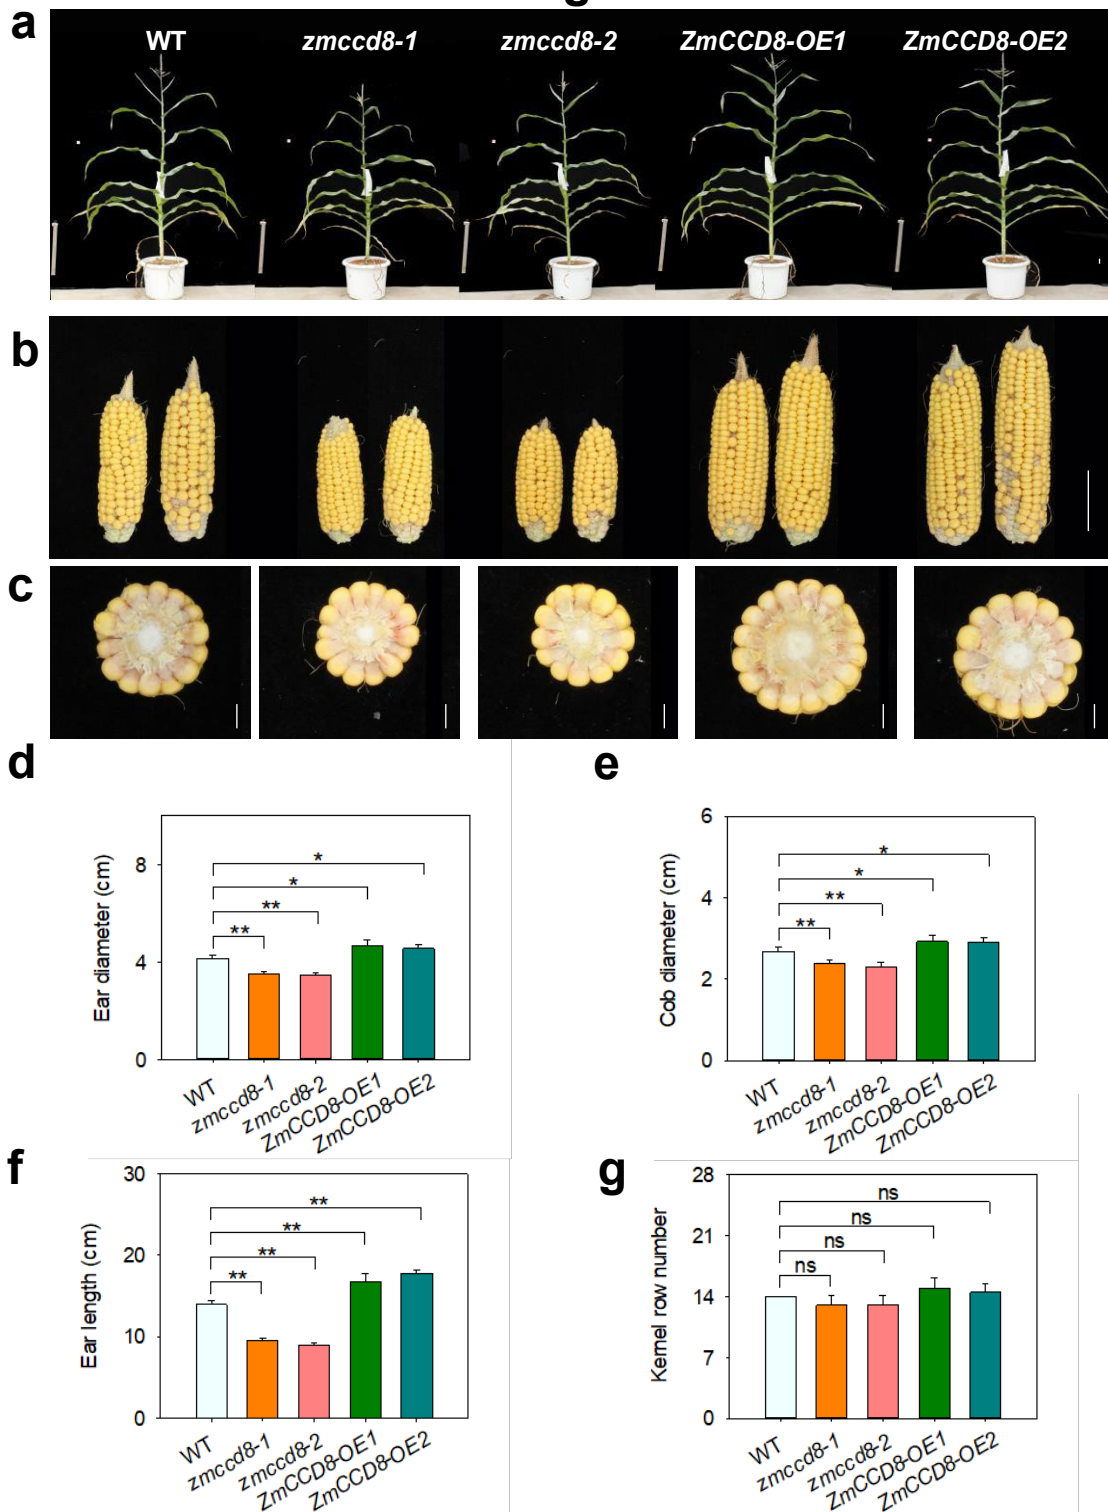 g
a
WT zmccd8-1 zmccd8-2 ZmCCD8-OE1 ZmCCD8-OE2
b
c
d
Ear diameter (cm)
8
4
0
*
*
**
**
WT
zmccd8-1
zmccd8-2
ZmCCD8-OE1
ZmCCD8-OE2
e
Cob diameter (cm)
6
4
2
0
*
*
**
**
WT
zmccd8-1
zmccd8-2
ZmCCD8-OE1
ZmCCD8-OE2
f
Ear length (cm)
30
20
10
0
**
**
**
**
WT
zmccd8-1
zmccd8-2
ZmCCD8-OE1
ZmCCD8-OE2
g
Kernel row number
28
21
14
7
0
ns
ns
ns
ns
WT
zmccd8-1
zmccd8-2
ZmCCD8-OE1
ZmCCD8-OE2